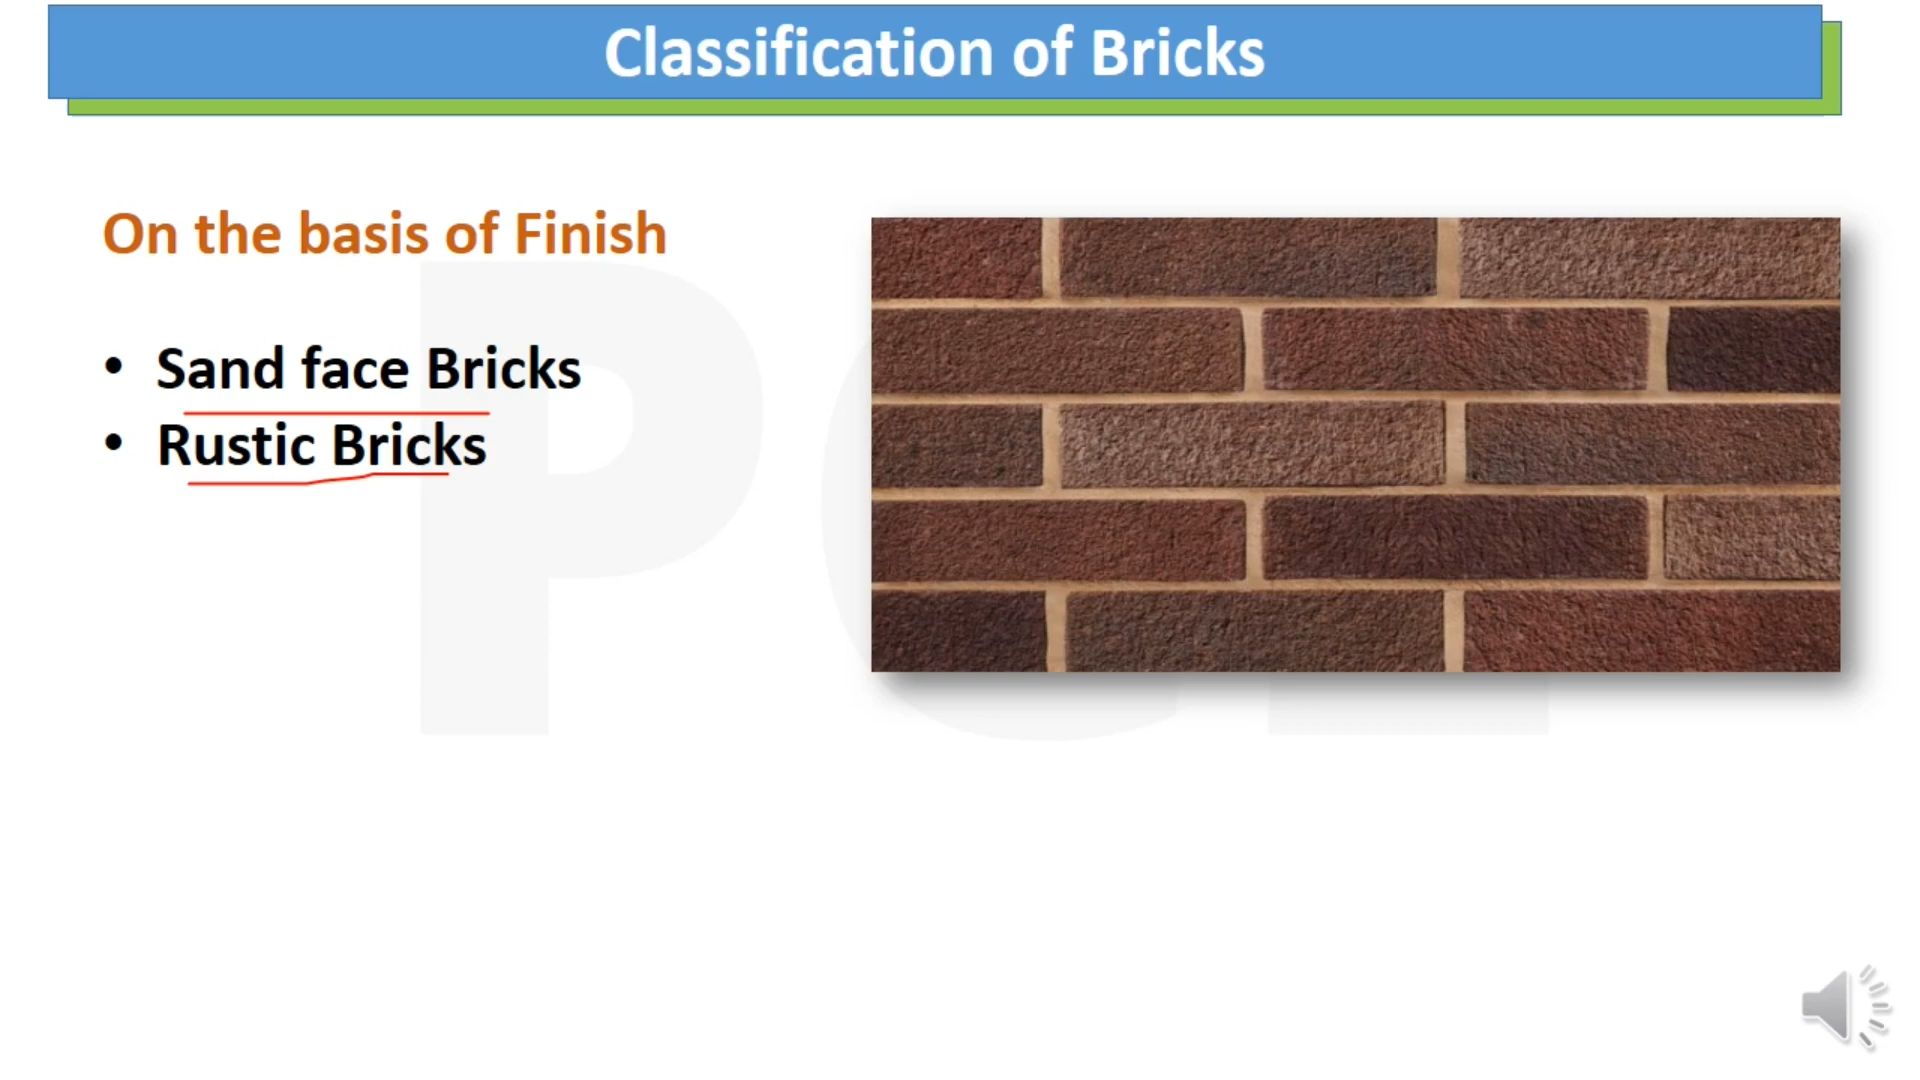 Classification of Bricks
On the basis of Finish
• Sand face Bricks
• Rustic Bricks